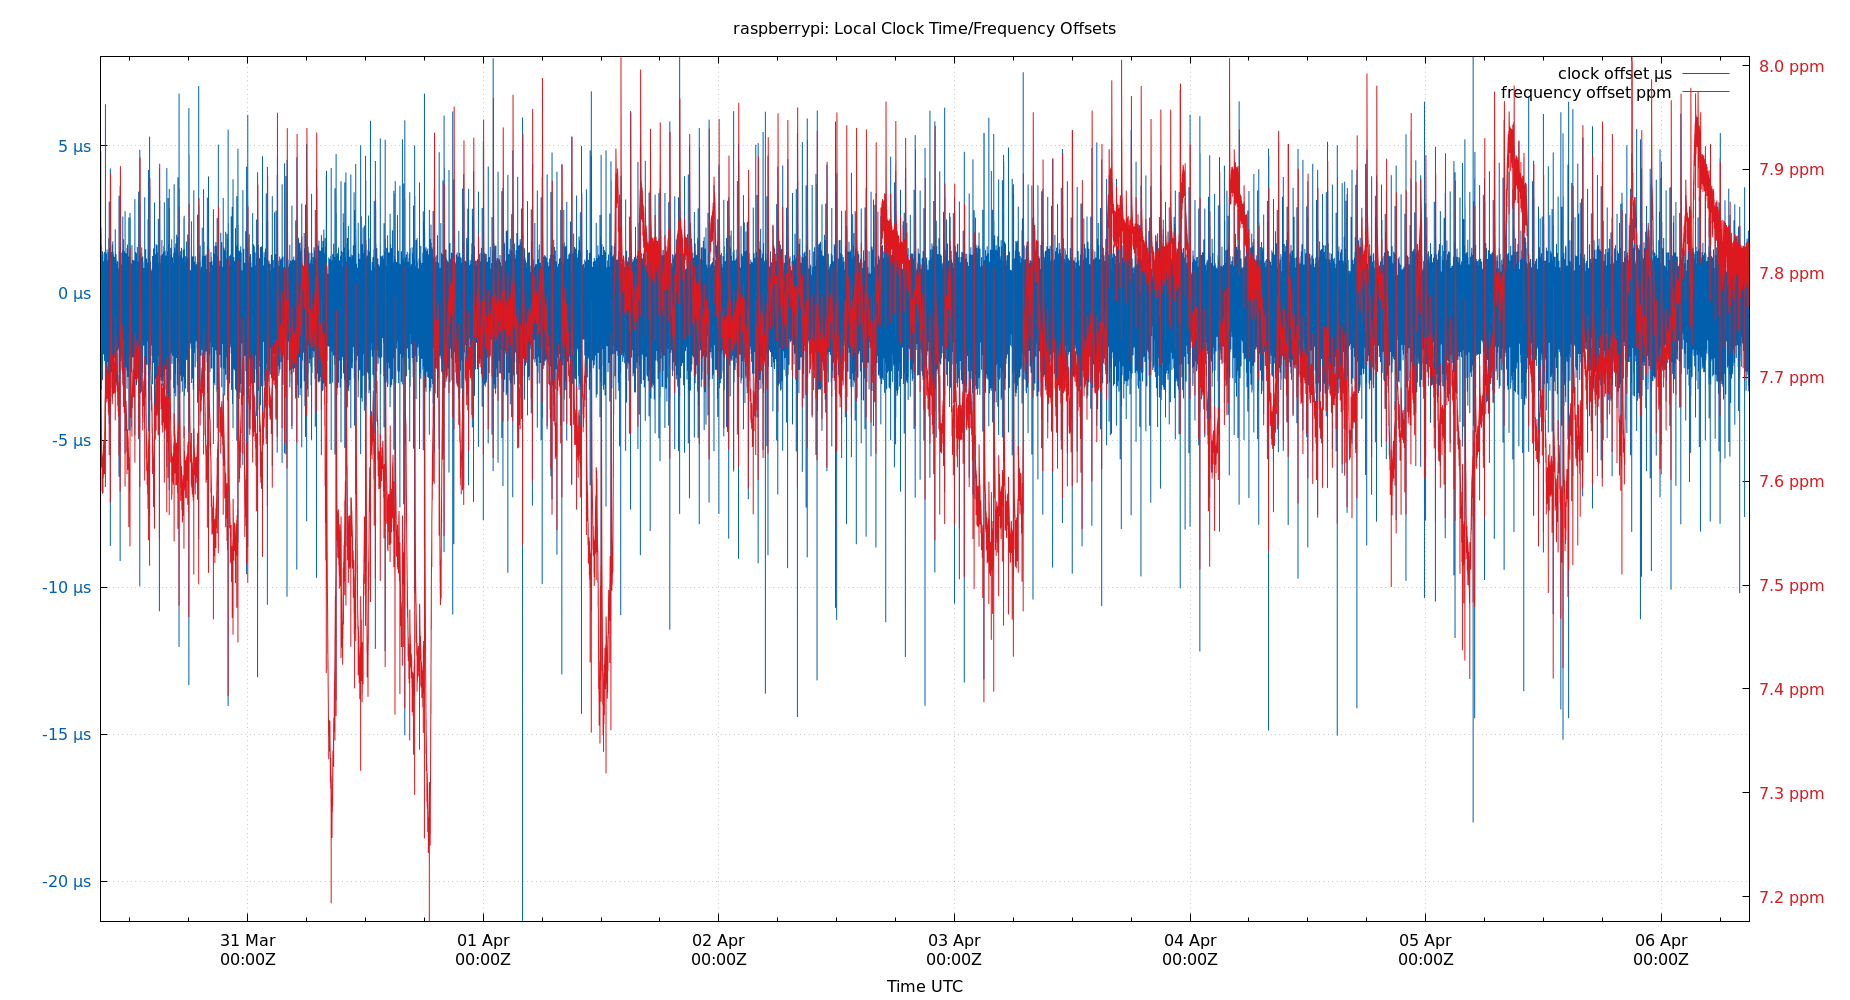 raspberrypi: Local Clock Time/Frequency Offsets
clock offset µs
frequency offset ppm
5 µs
0 µs
-5 µs
-10 µs
-15 µs
-20 µs
8.0 ppm
7.9 ppm
7.8 ppm
7.7 ppm
7.6 ppm
7.5 ppm
7.4 ppm
7.3 ppm
7.2 ppm
31 Mar
00:00Z
01 Apr
00:00Z
02 Apr
00:00Z
03 Apr
00:00Z
04 Apr
00:00Z
05 Apr
00:00Z
06 Apr
00:00Z
Time UTC